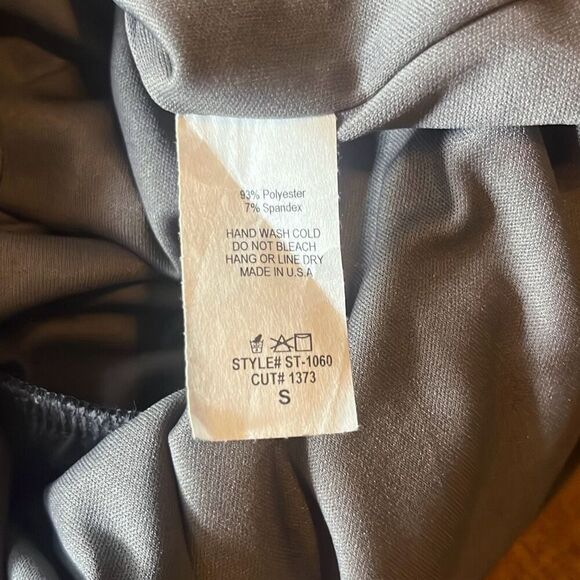 93% Polyester
7% Spandex
HAND WASH COLD
DO NOT BLEACH
HANG OR LINE DRY
MADE IN U.S.A
STYLE# ST-1060
CUT# 1373
S